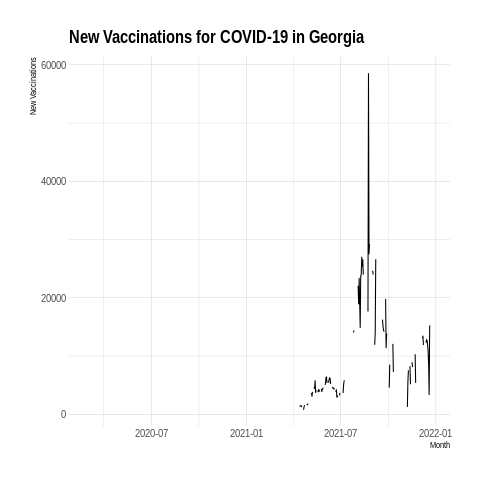 New Vaccinations for COVID-19 in Georgia
New Vaccinations
60000
40000
20000
0
2020-07
2021-01
2021-07
2022-01
Month